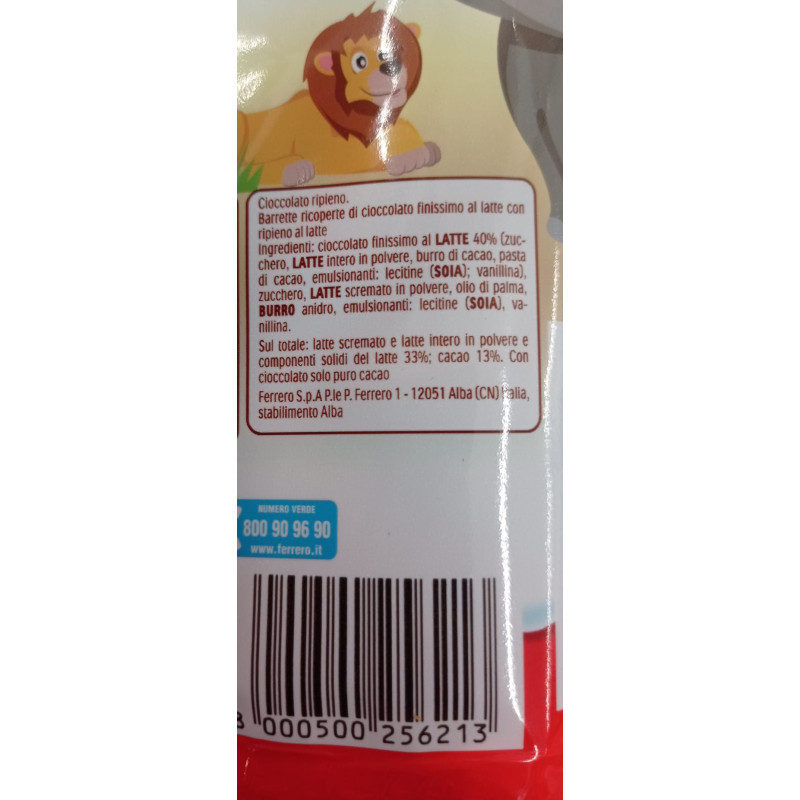 Cioccolato ripieno.
Barrette ricoperte di cioccolato finissimo al latte con
ripieno al latte
Ingredienti: cioccolato finissimo al LATTE 40% (zuc-
chero, LATTE intero in polvere, burro di cacao, pasta
di cacao, emulsionanti: lecitine (SOIA); vanillina),
zucchero, LATTE scremato in polvere, olio di palma,
BURRO anidro, emulsionanti: lecitine (SOIA), va-
nillina.
Sul totale: latte scremato e latte intero in polvere e
componenti solidi del latte 33%; cacao 13%. Con
cioccolato solo puro cacao
Ferrero S.p.A P.le P. Ferrero 1 - 12051 Alba (CN) Italia,
stabilimento Alba
NUMERO VERDE
800 90 96 90
www.ferrero.it
8 000500 256213